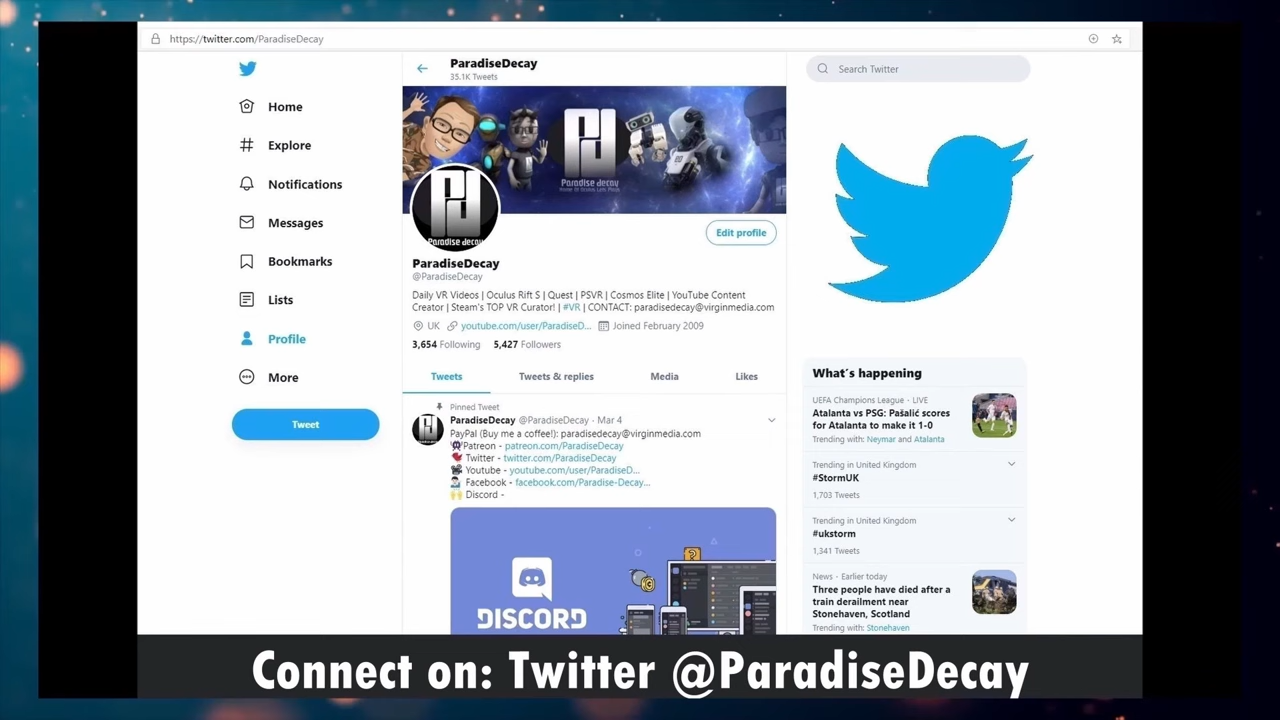 https://twitter.com/ParadiseDecay
ParadiseDecay
35.1K Tweets
Search Twitter
Home
Explore
Notifications
Messages
Bookmarks
Lists
Profile
More
Tweet
PJ
Paradise decay
PJ
Paradise decay
Edit profile
ParadiseDecay
@ParadiseDecay
Daily VR Videos | Oculus Rift S | Quest | PSVR | Cosmos Elite | YouTube Content
Creator | Steam's TOP VR Curator! | #VR | CONTACT: paradisedecay@virginmedia.com
UK youtube.com/user/ParadiseD... Joined February 2009
3,654 Following 5,427 Followers
Tweets Tweets & replies Media Likes
Pinned Tweet
ParadiseDecay @ParadiseDecay · Mar 4
PayPal (Buy me a coffee!): paradisedecay@virginmedia.com
Patreon - patreon.com/ParadiseDecay
Twitter - twitter.com/ParadiseDecay
Youtube - youtube.com/user/ParadiseD...
Facebook - facebook.com/Paradise-Decay...
Discord -
DISCORD
What's happening
UEFA Champions League · LIVE
Atalanta vs PSG: Pašalić scores
for Atalanta to make it 1-0
Trending with: Neymar and Atalanta
Trending in United Kingdom
#StormUK
1,703 Tweets
Trending in United Kingdom
#ukstorm
1,341 Tweets
News · Earlier today
Three people have died after a
train derailment near
Stonehaven, Scotland
Trending with: Stonehaven
Connect on: Twitter @ParadiseDecay